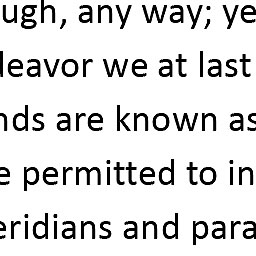 ugh, any way; ye
deavor we at last
nds are known as
e permitted to in
eridians and para